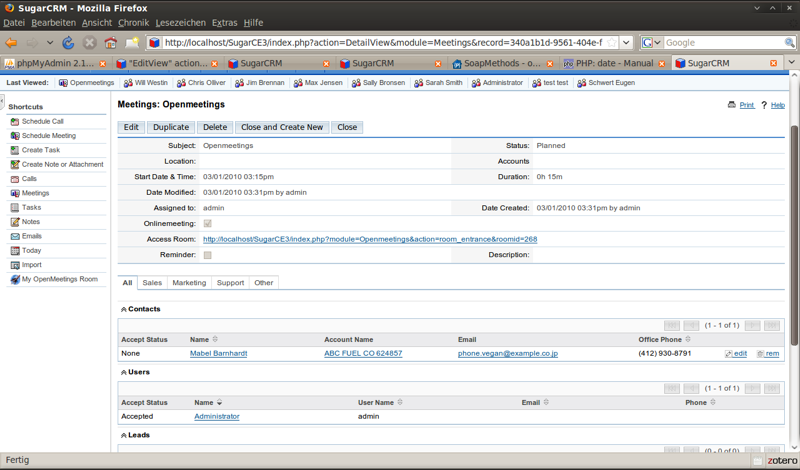 SugarCRM - Mozilla Firefox
Datei Bearbeiten Ansicht Chronik Lesezeichen Extras Hilfe
http://localhost/SugarCE3/index.php?action=DetailView&module=Meetings&record=340a1b1d-9561-404e-f Google
phpMyAdmin 2.1... "EditView" action... SugarCRM SugarCRM SoapMethods - o... PHP: date - Manual SugarCRM
Last Viewed: Openmeetings Will Westin Chris Oliver Jim Brennan Max Jensen Sally Bronsen Sarah Smith Administrator test test Schwert Eugen
Shortcuts
Schedule Call
Schedule Meeting
Create Task
Create Note or Attachment
Calls
Meetings
Tasks
Notes
Emails
Today
Import
My OpenMeetings Room
Meetings: Openmeetings
Print ? Help
Edit Duplicate Delete Close and Create New Close
Subject: Openmeetings Status: Planned
Location: Accounts
Start Date & Time: 03/01/2010 03:15pm Duration: 0h 15m
Date Modified: 03/01/2010 03:31pm by admin
Assigned to: admin Date Created: 03/01/2010 03:31pm by admin
Onlinemeeting:
Access Room: http://localhost/SugarCE3/index.php?module=Openmeetings&action=room_entrance&roomid=268
Reminder: Description:
All Sales Marketing Support Other
Contacts
(1 - 1 of 1)
Accept Status Name Account Name Email Office Phone
None Mabel Barnhardt ABC FUEL CO 624857 phone.vegan@example.co.jp (412) 930-8791 edit rem
Users
(1 - 1 of 1)
Accept Status Name User Name Email Phone
Accepted Administrator admin
Leads
(0 - 0 of 0)
Fertig zotero